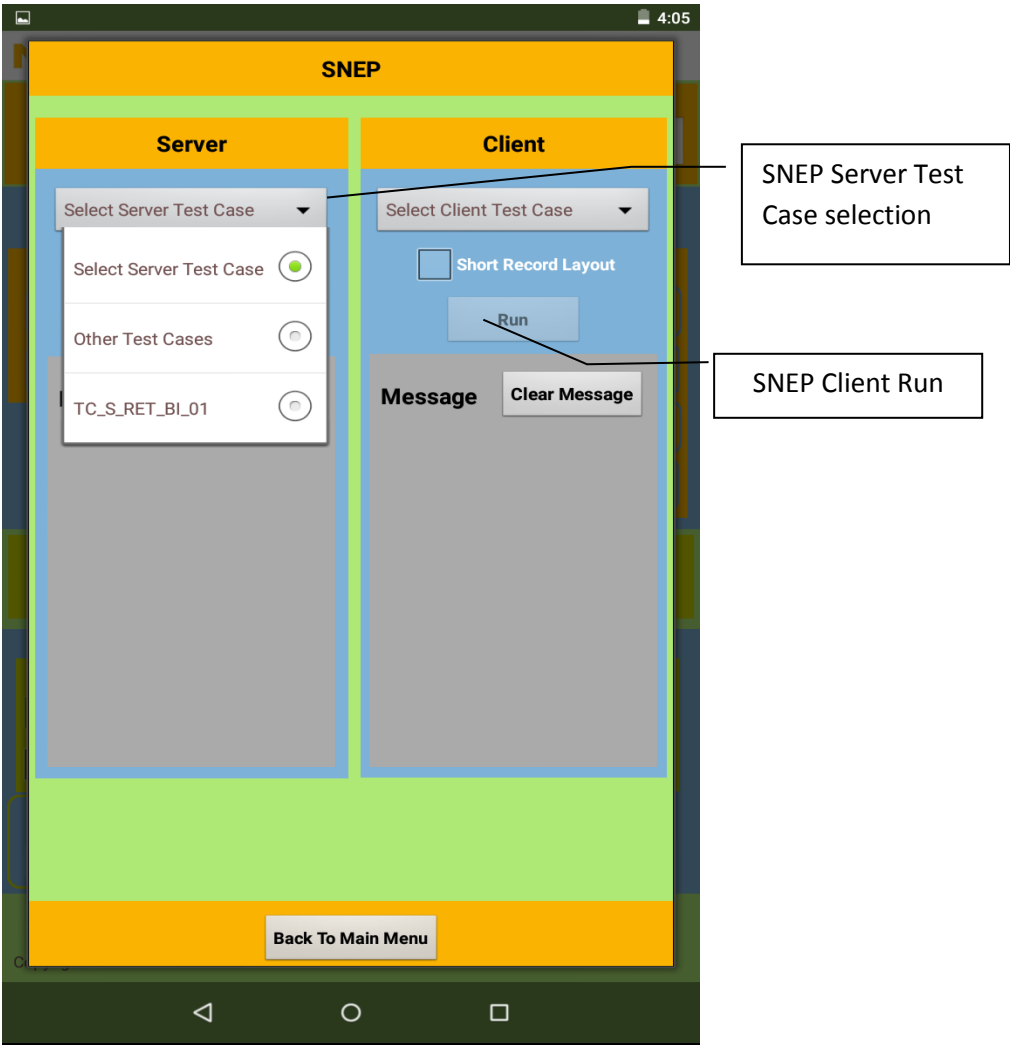 4:05
SNEP
Server
Client
Select Server Test Case
Select Client Test Case
Select Server Test Case
Short Record Layout
Other Test Cases
Run
TC_S_RET_BI_01
Message
Clear Message
Back To Main Menu
SNEP Server Test
Case selection
SNEP Client Run